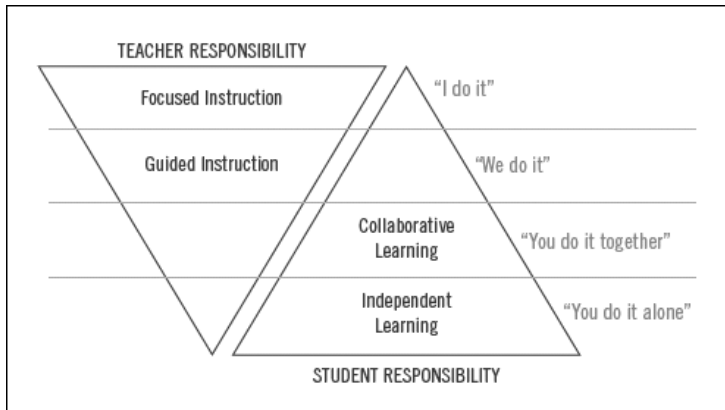 TEACHER RESPONSIBILITY
Focused Instruction
“I do it”
Guided Instruction
“We do it”
Collaborative
Learning
“You do it together”
Independent
Learning
“You do it alone”
STUDENT RESPONSIBILITY